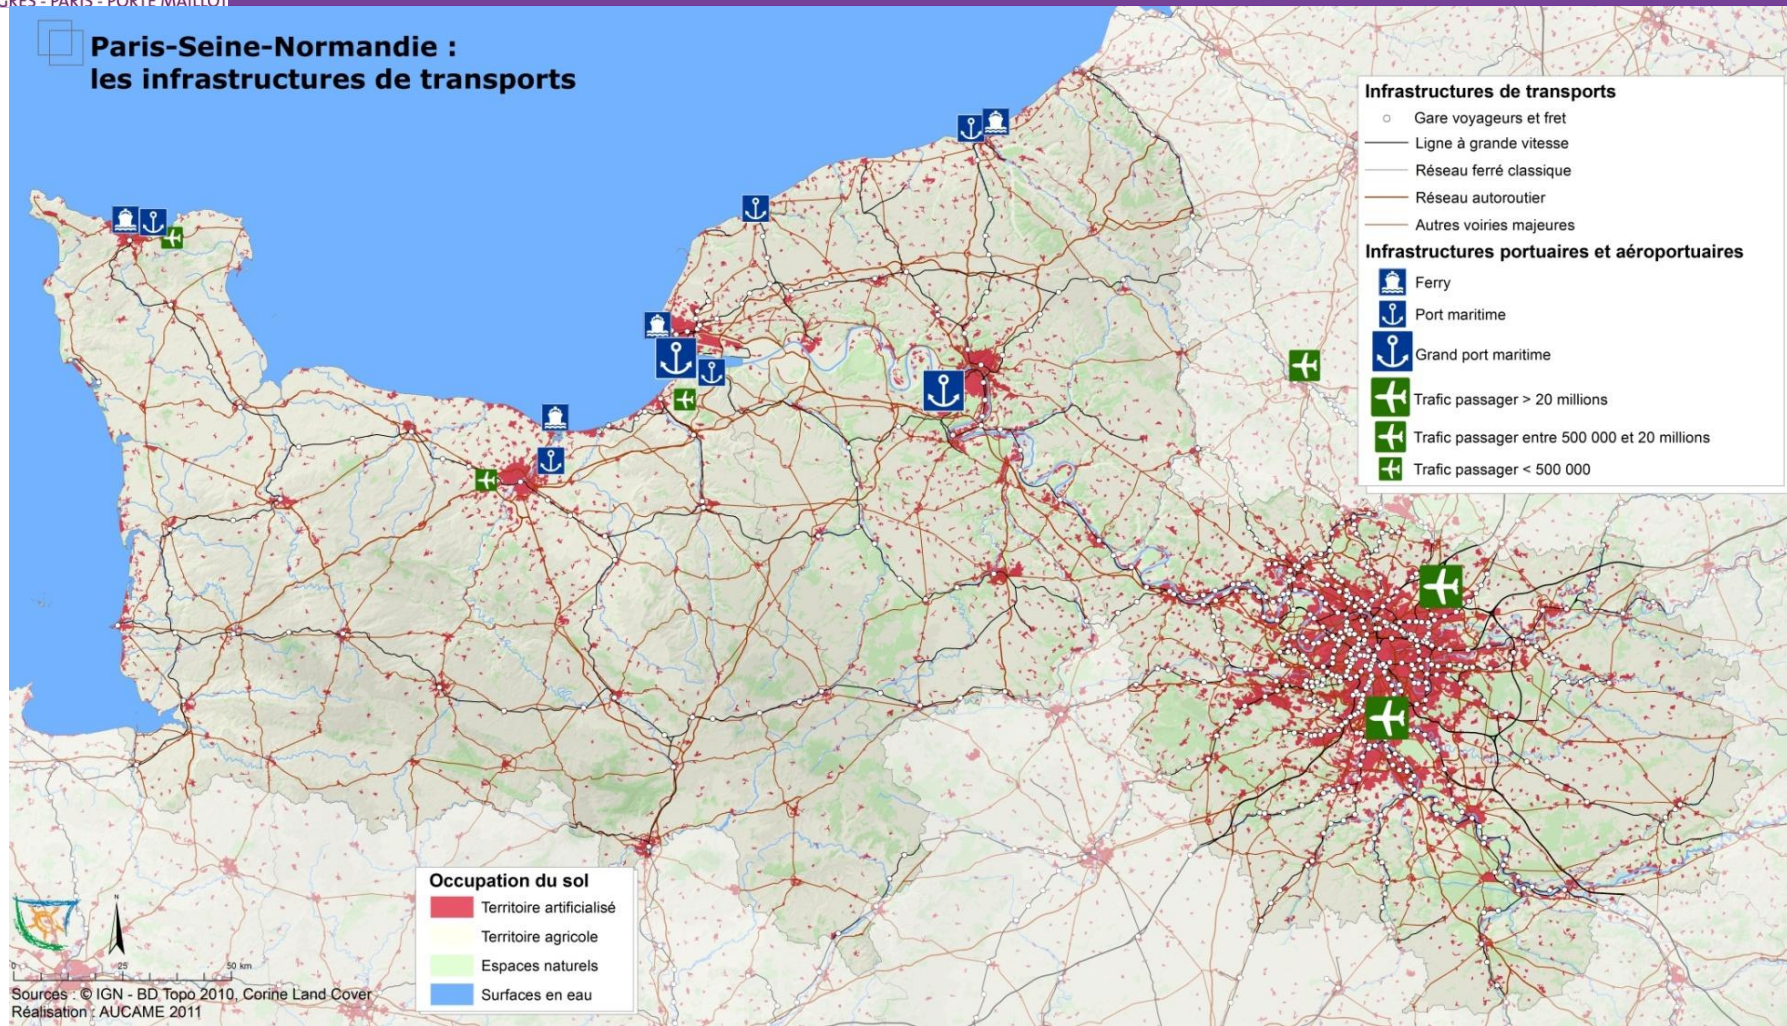 GRÈS - PARIS - PORTE MAILLOT
Paris-Seine-Normandie :
les infrastructures de transports
Infrastructures de transports
Gare voyageurs et fret
Ligne à grande vitesse
Réseau ferré classique
Réseau autoroutier
Autres voiries majeures
Infrastructures portuaires et aéroportuaires
Ferry
Port maritime
Grand port maritime
Trafic passager > 20 millions
Trafic passager entre 500 000 et 20 millions
Trafic passager < 500 000
Occupation du sol
Territoire artificialisé
Territoire agricole
Espaces naturels
Surfaces en eau
N
0 25 50 km
Sources : © IGN - BD Topo 2010, Corine Land Cover
Réalisation : AUCAME 2011